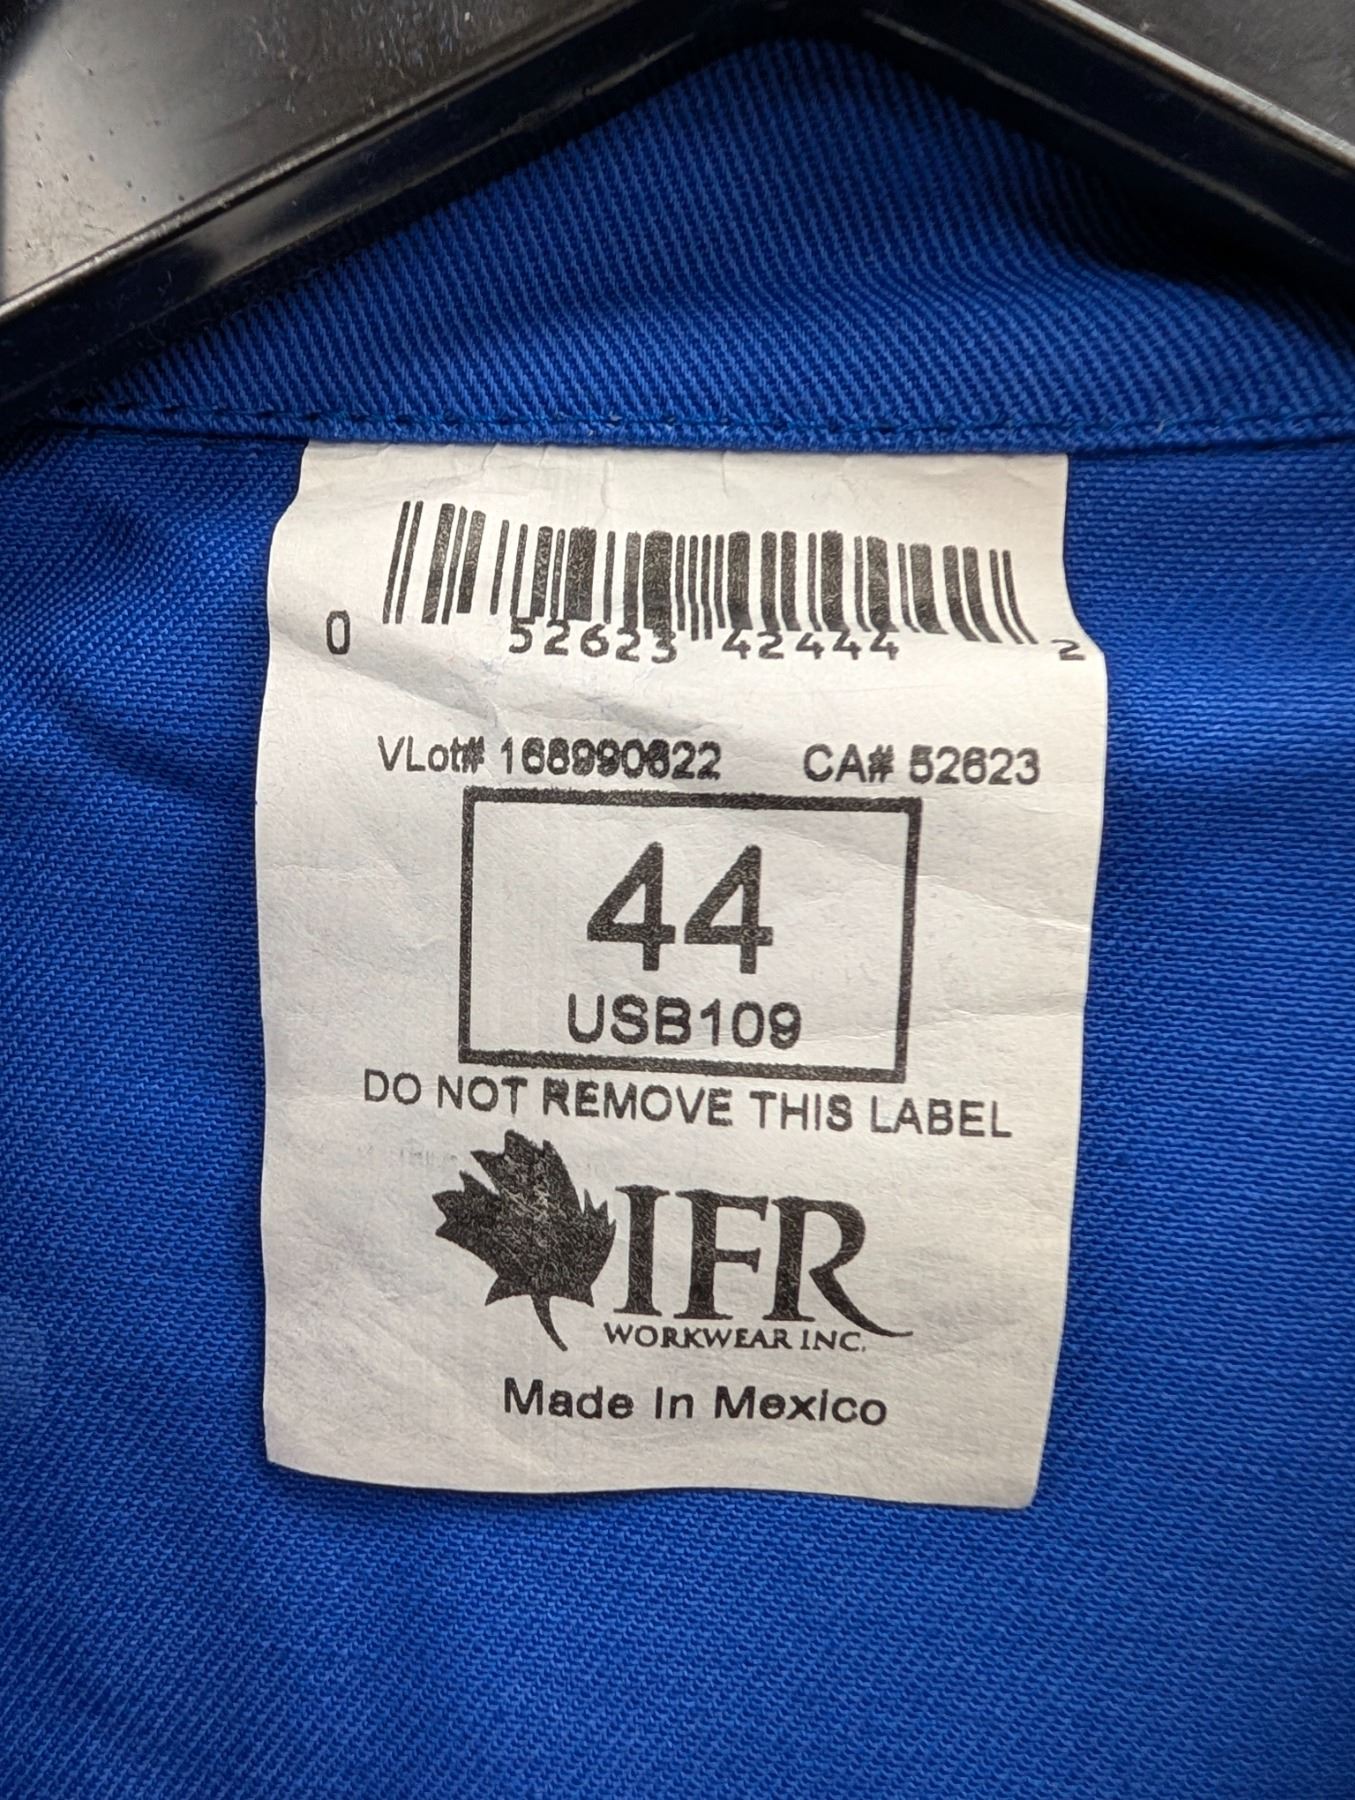 0 52623 42444 2
VLot# 168990622 CA# 52623
44
USB109
DO NOT REMOVE THIS LABEL
IFR
WORKWEAR INC.
Made In Mexico